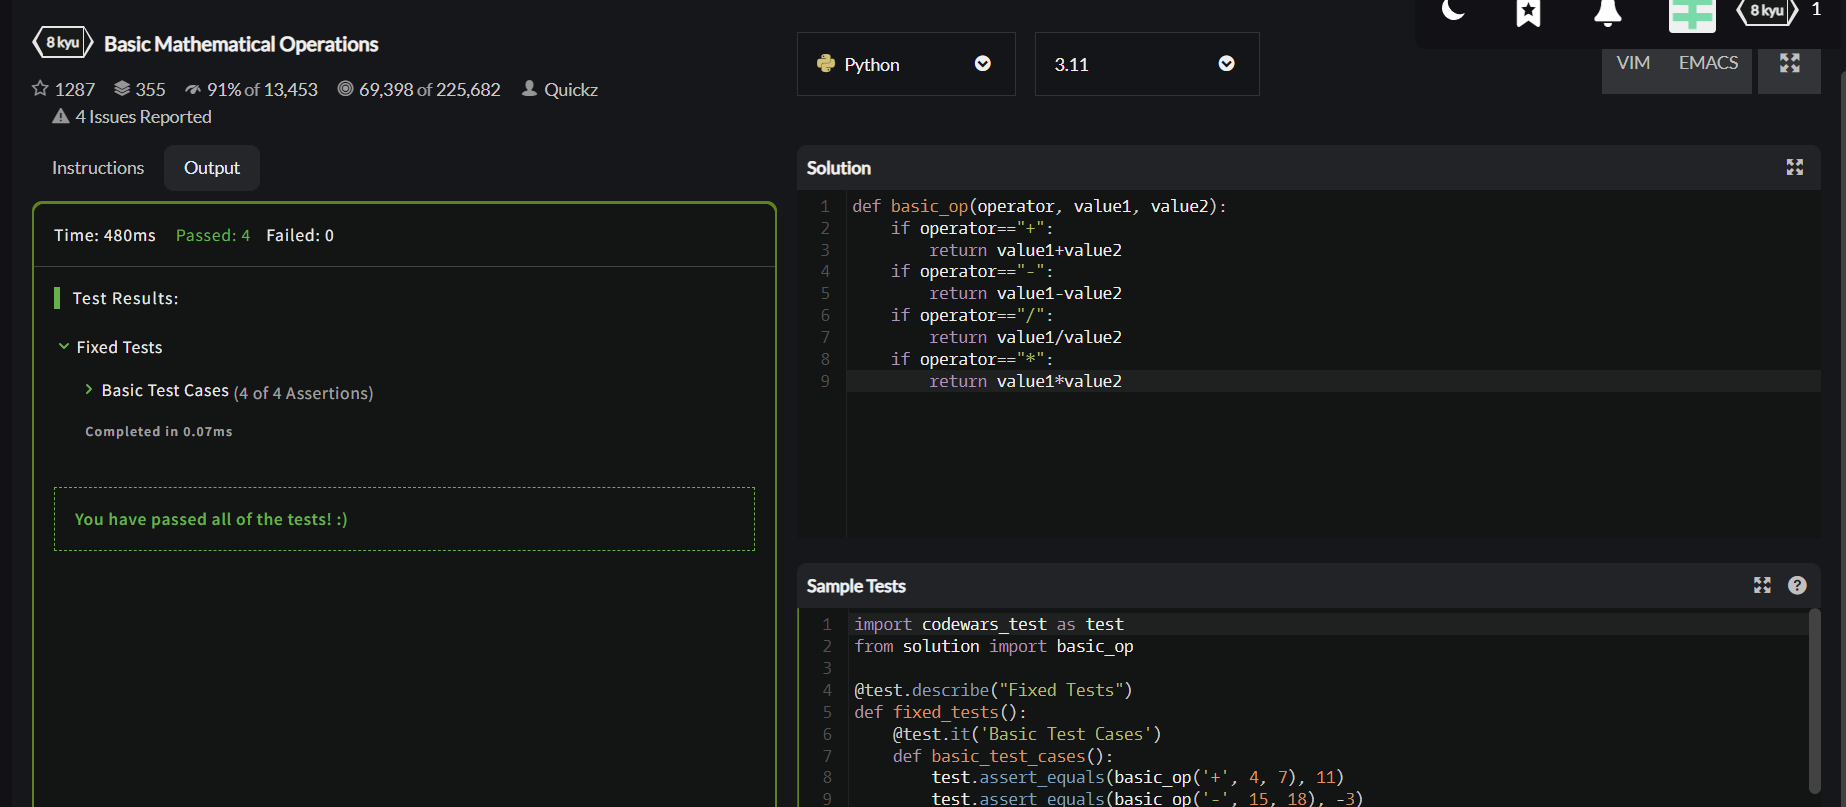 8 kyu Basic Mathematical Operations
1287 355 91% of 13,453 69,398 of 225,682 Quickz
4 Issues Reported
Instructions Output
Time: 480ms Passed: 4 Failed: 0
Test Results:
Fixed Tests
Basic Test Cases (4 of 4 Assertions)
Completed in 0.07ms
You have passed all of the tests! :)
8 kyu 1
Python 3.11 VIM EMACS
Solution
1 def basic_op(operator, value1, value2):
2     if operator=="+":
3         return value1+value2
4     if operator=="-":
5         return value1-value2
6     if operator=="/":
7         return value1/value2
8     if operator=="*":
9         return value1*value2
Sample Tests ?
1 import codewars_test as test
2 from solution import basic_op
3
4 @test.describe("Fixed Tests")
5 def fixed_tests():
6     @test.it('Basic Test Cases')
7     def basic_test_cases():
8         test.assert_equals(basic_op('+', 4, 7), 11)
9         test.assert_equals(basic_op('-', 15, 18), -3)